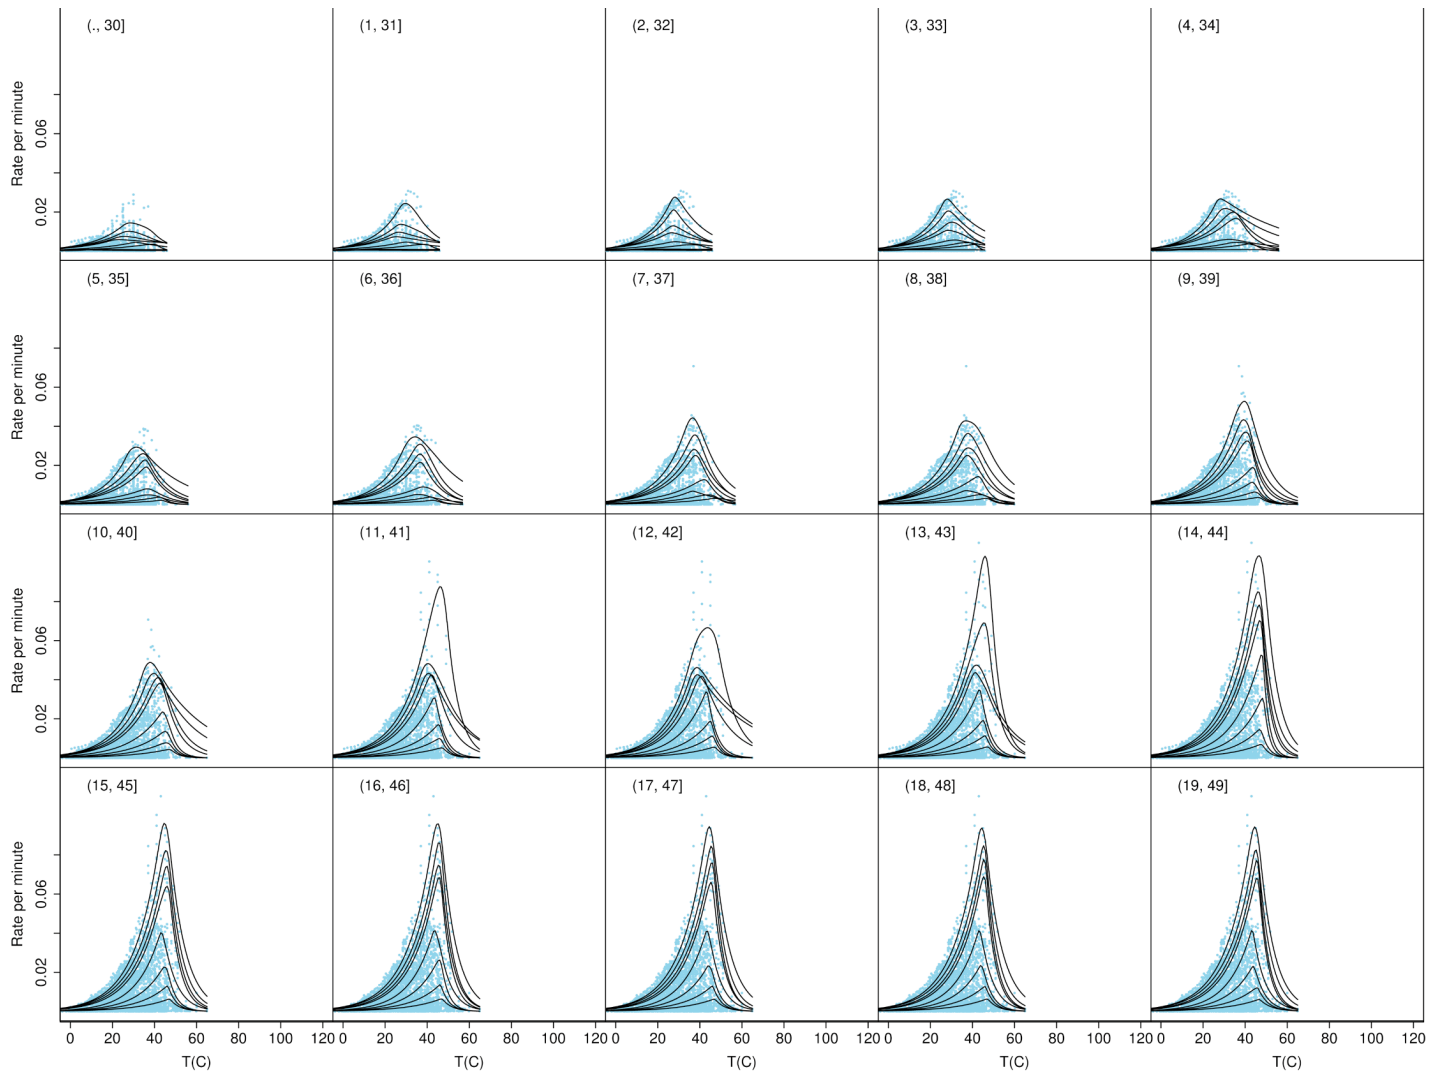 (., 30] (1, 31] (2, 32] (3, 33] (4, 34]
Rate per minute
0.06
0.02
(5, 35] (6, 36] (7, 37] (8, 38] (9, 39]
Rate per minute
0.06
0.02
(10, 40] (11, 41] (12, 42] (13, 43] (14, 44]
Rate per minute
0.06
0.02
(15, 45] (16, 46] (17, 47] (18, 48] (19, 49]
Rate per minute
0.06
0.02
0 20 40 60 80 100 120 0 20 40 60 80 100 120 0 20 40 60 80 100 120 0 20 40 60 80 100 120 0 20 40 60 80 100 120
T(C) T(C) T(C) T(C) T(C)